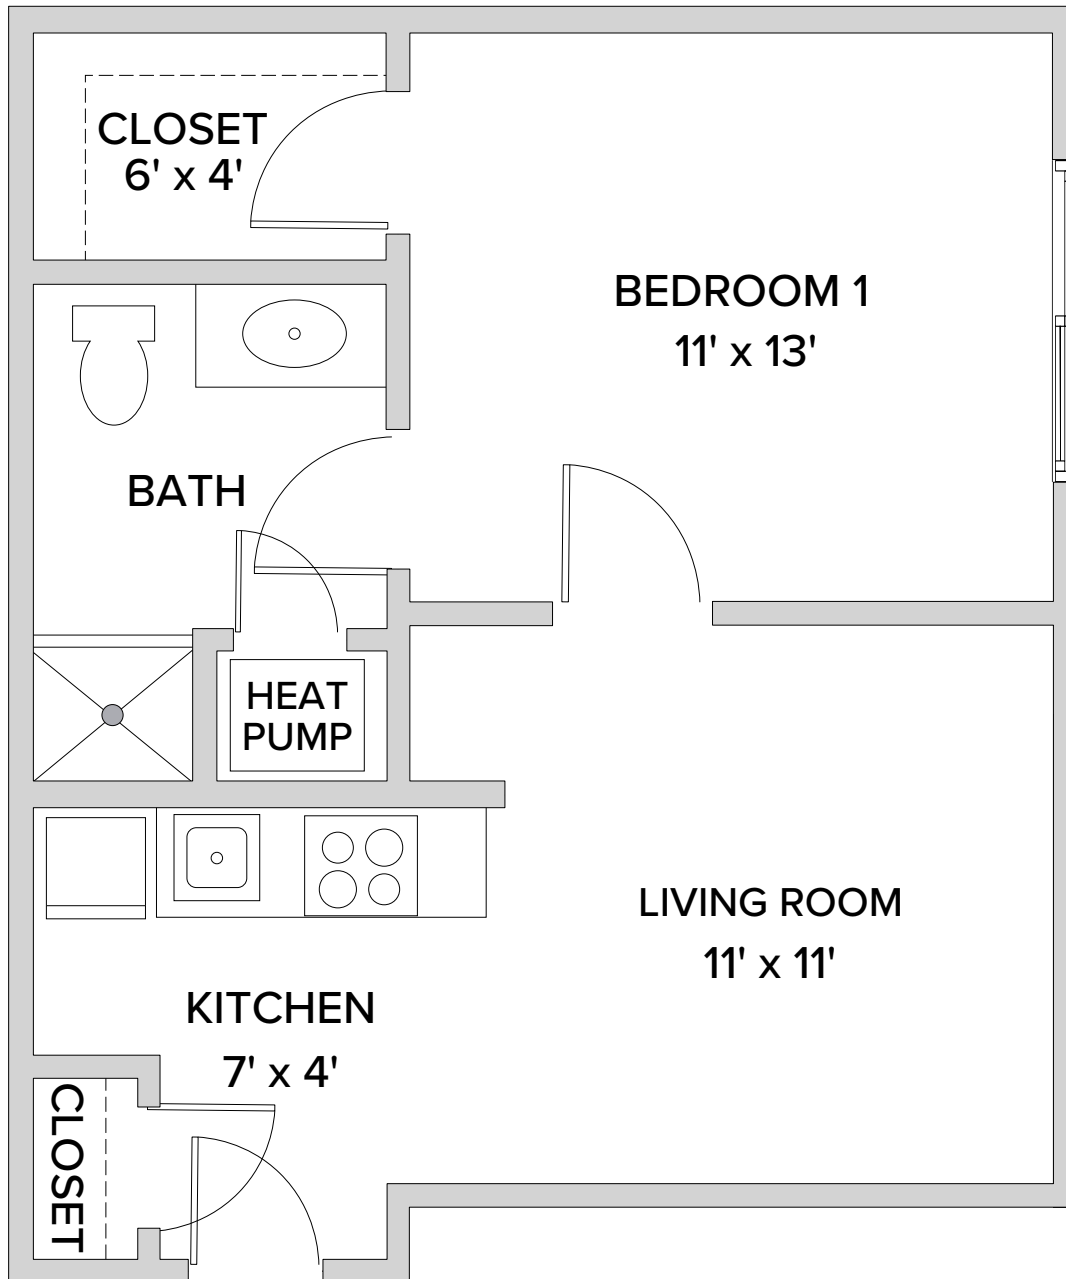 CLOSET
6' x 4'
BEDROOM 1
11' x 13'
BATH
HEAT
PUMP
LIVING ROOM
11' x 11'
KITCHEN
7' x 4'
CLOSET